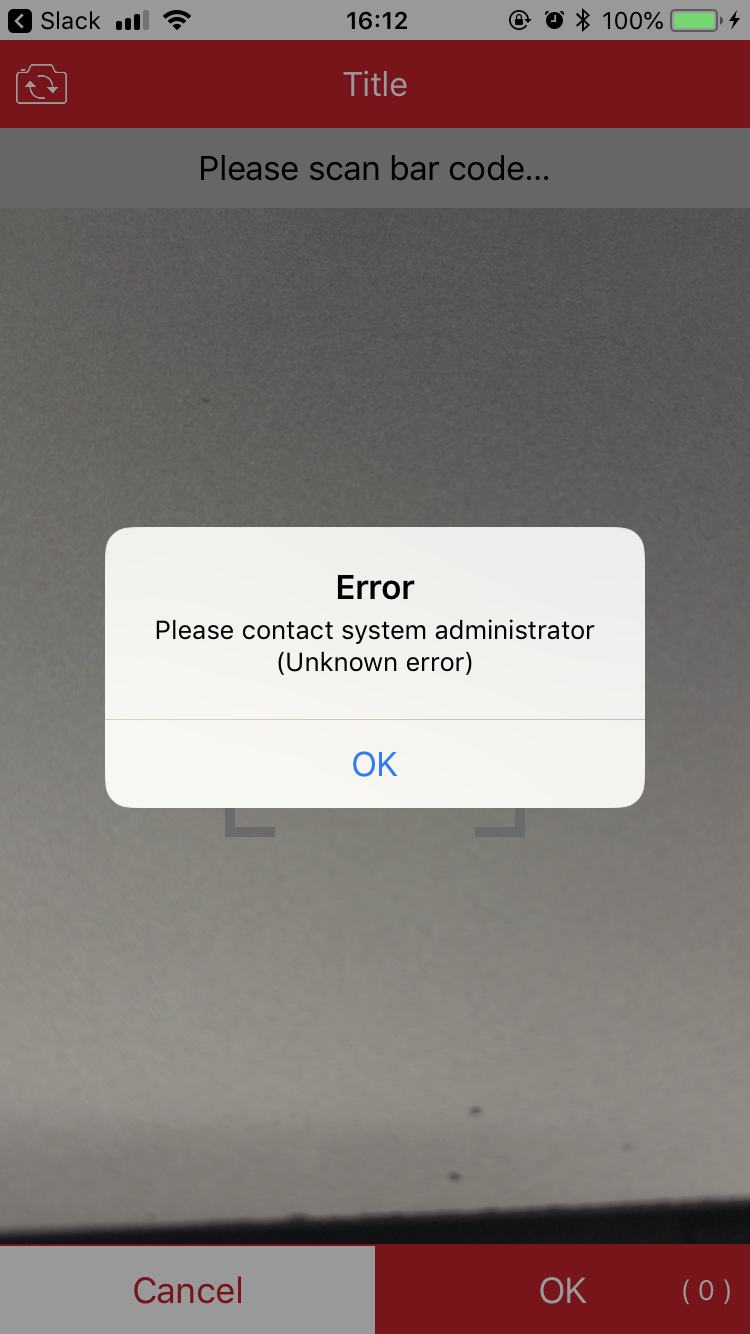 Slack 16:12 100%
Title
Please scan bar code...
Error
Please contact system administrator
(Unknown error)
OK
Cancel OK ( 0 )